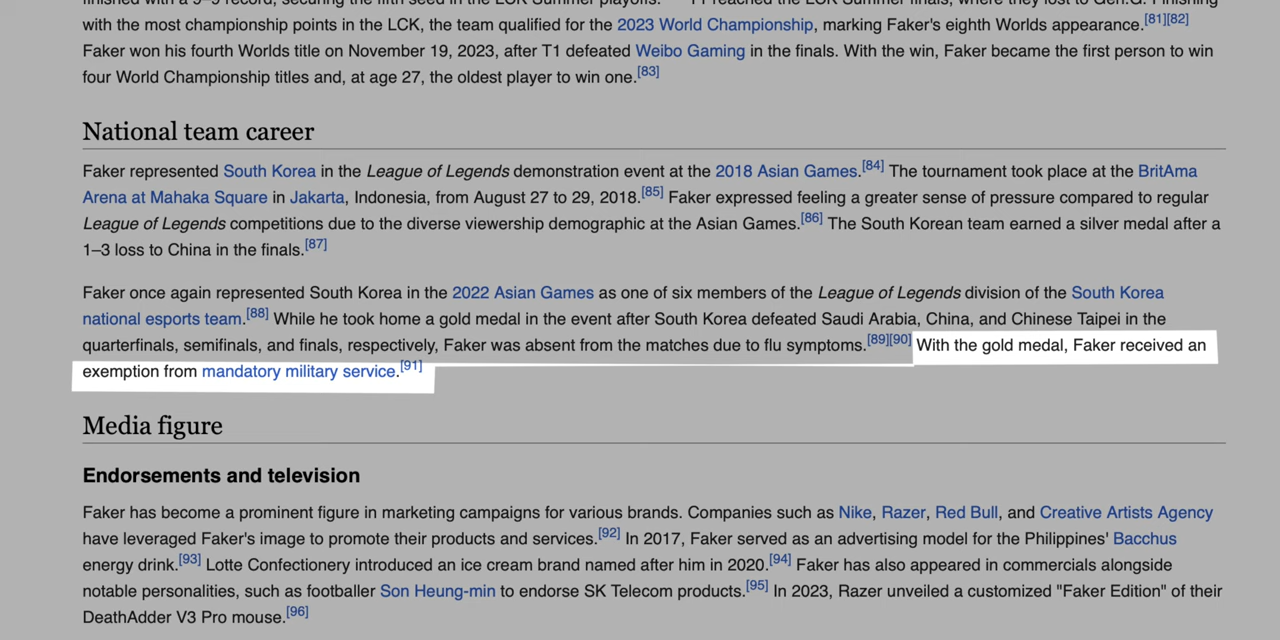 with the most championship points in the LCK, the team qualified for the 2023 World Championship, marking Faker's eighth Worlds appearance.[81][82]
Faker won his fourth Worlds title on November 19, 2023, after T1 defeated Weibo Gaming in the finals. With the win, Faker became the first person to win
four World Championship titles and, at age 27, the oldest player to win one.[83]
National team career
Faker represented South Korea in the League of Legends demonstration event at the 2018 Asian Games.[84] The tournament took place at the BritAma
Arena at Mahaka Square in Jakarta, Indonesia, from August 27 to 29, 2018.[85] Faker expressed feeling a greater sense of pressure compared to regular
League of Legends competitions due to the diverse viewership demographic at the Asian Games.[86] The South Korean team earned a silver medal after a
1–3 loss to China in the finals.[87]
Faker once again represented South Korea in the 2022 Asian Games as one of six members of the League of Legends division of the South Korea
national esports team.[88] While he took home a gold medal in the event after South Korea defeated Saudi Arabia, China, and Chinese Taipei in the
quarterfinals, semifinals, and finals, respectively, Faker was absent from the matches due to flu symptoms.[89][90] With the gold medal, Faker received an
exemption from mandatory military service.[91]
Media figure
Endorsements and television
Faker has become a prominent figure in marketing campaigns for various brands. Companies such as Nike, Razer, Red Bull, and Creative Artists Agency
have leveraged Faker's image to promote their products and services.[92] In 2017, Faker served as an advertising model for the Philippines' Bacchus
energy drink.[93] Lotte Confectionery introduced an ice cream brand named after him in 2020.[94] Faker has also appeared in commercials alongside
notable personalities, such as footballer Son Heung-min to endorse SK Telecom products.[95] In 2023, Razer unveiled a customized "Faker Edition" of their
DeathAdder V3 Pro mouse.[96]